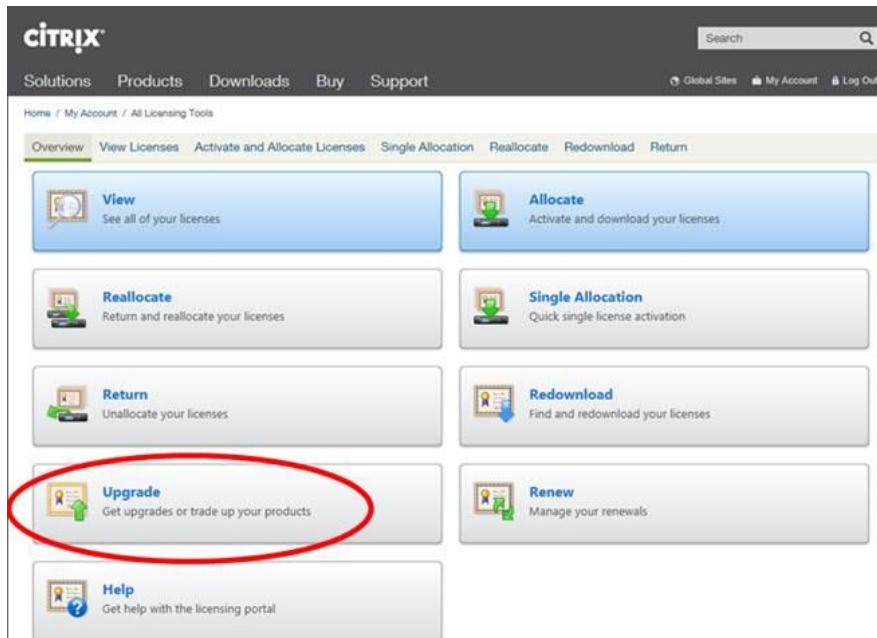 CİTRIX
Search
Solutions Products Downloads Buy Support
Global Sites My Account Log Out
Home / My Account / All Licensing Tools
Overview View Licenses Activate and Allocate Licenses Single Allocation Reallocate Redownload Return
View
See all of your licenses
Allocate
Activate and download your licenses
Reallocate
Return and reallocate your licenses
Single Allocation
Quick single license activation
Return
Unallocate your licenses
Redownload
Find and redownload your licenses
Upgrade
Get upgrades or trade up your products
Renew
Manage your renewals
Help
Get help with the licensing portal